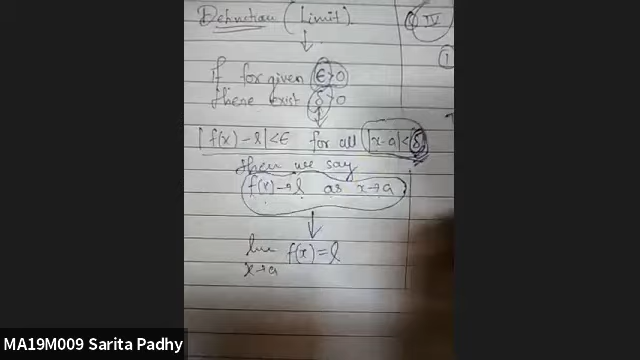 Definition (Limit)
If for given ε>0
there exist δ>0
|f(x)-l|<ε for all |x-a|<δ
then we say
f(x)→l as x→a
lim f(x)=l
x→a
IV
MA19M009 Sarita Padhy